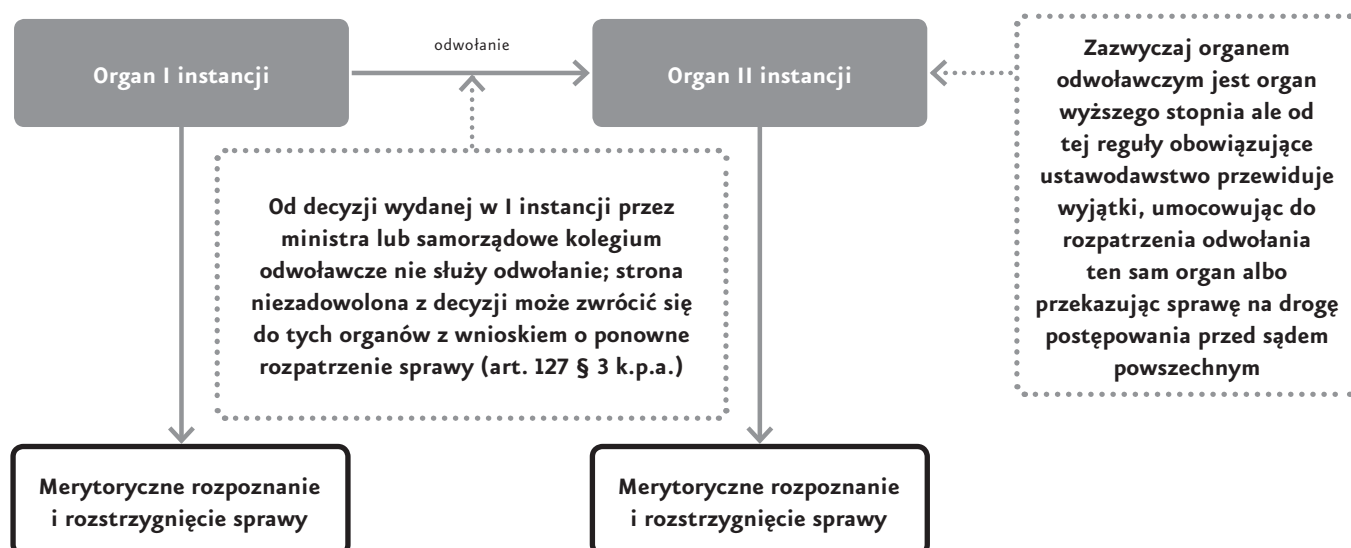 Organ I instancji
odwołanie
Organ II instancji
Zazwyczaj organem
odwoławczym jest organ
wyższego stopnia ale od
tej reguły obowiązujące
ustawodawstwo przewiduje
wyjątki, umocowując do
rozpatrzenia odwołania
ten sam organ albo
przekazując sprawę na drogę
postępowania przed sądem
powszechnym
Od decyzji wydanej w I instancji przez
ministra lub samorządowe kolegium
odwoławcze nie służy odwołanie; strona
niezadowolona z decyzji może zwrócić się
do tych organów z wnioskiem o ponowne
rozpatrzenie sprawy (art. 127 § 3 k.p.a.)
Merytoryczne rozpoznanie
i rozstrzygnięcie sprawy
Merytoryczne rozpoznanie
i rozstrzygnięcie sprawy